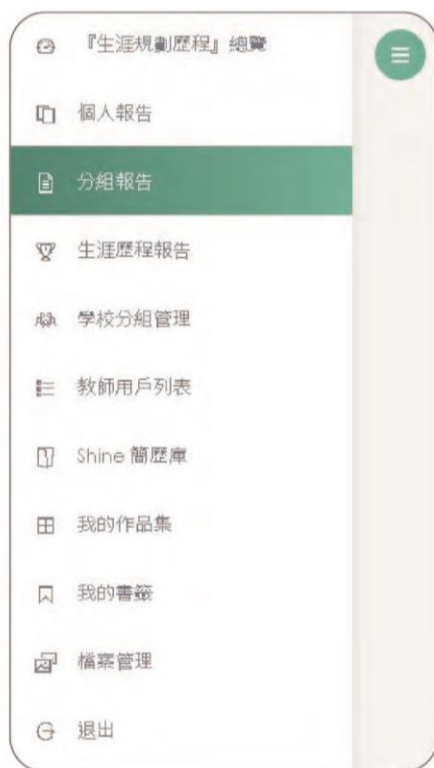 『生涯規劃歷程』總覽
個人報告
分組報告
生涯歷程報告
學校分組管理
教師用戶列表
Shine 簡歷庫
我的作品集
我的書籤
檔案管理
退出